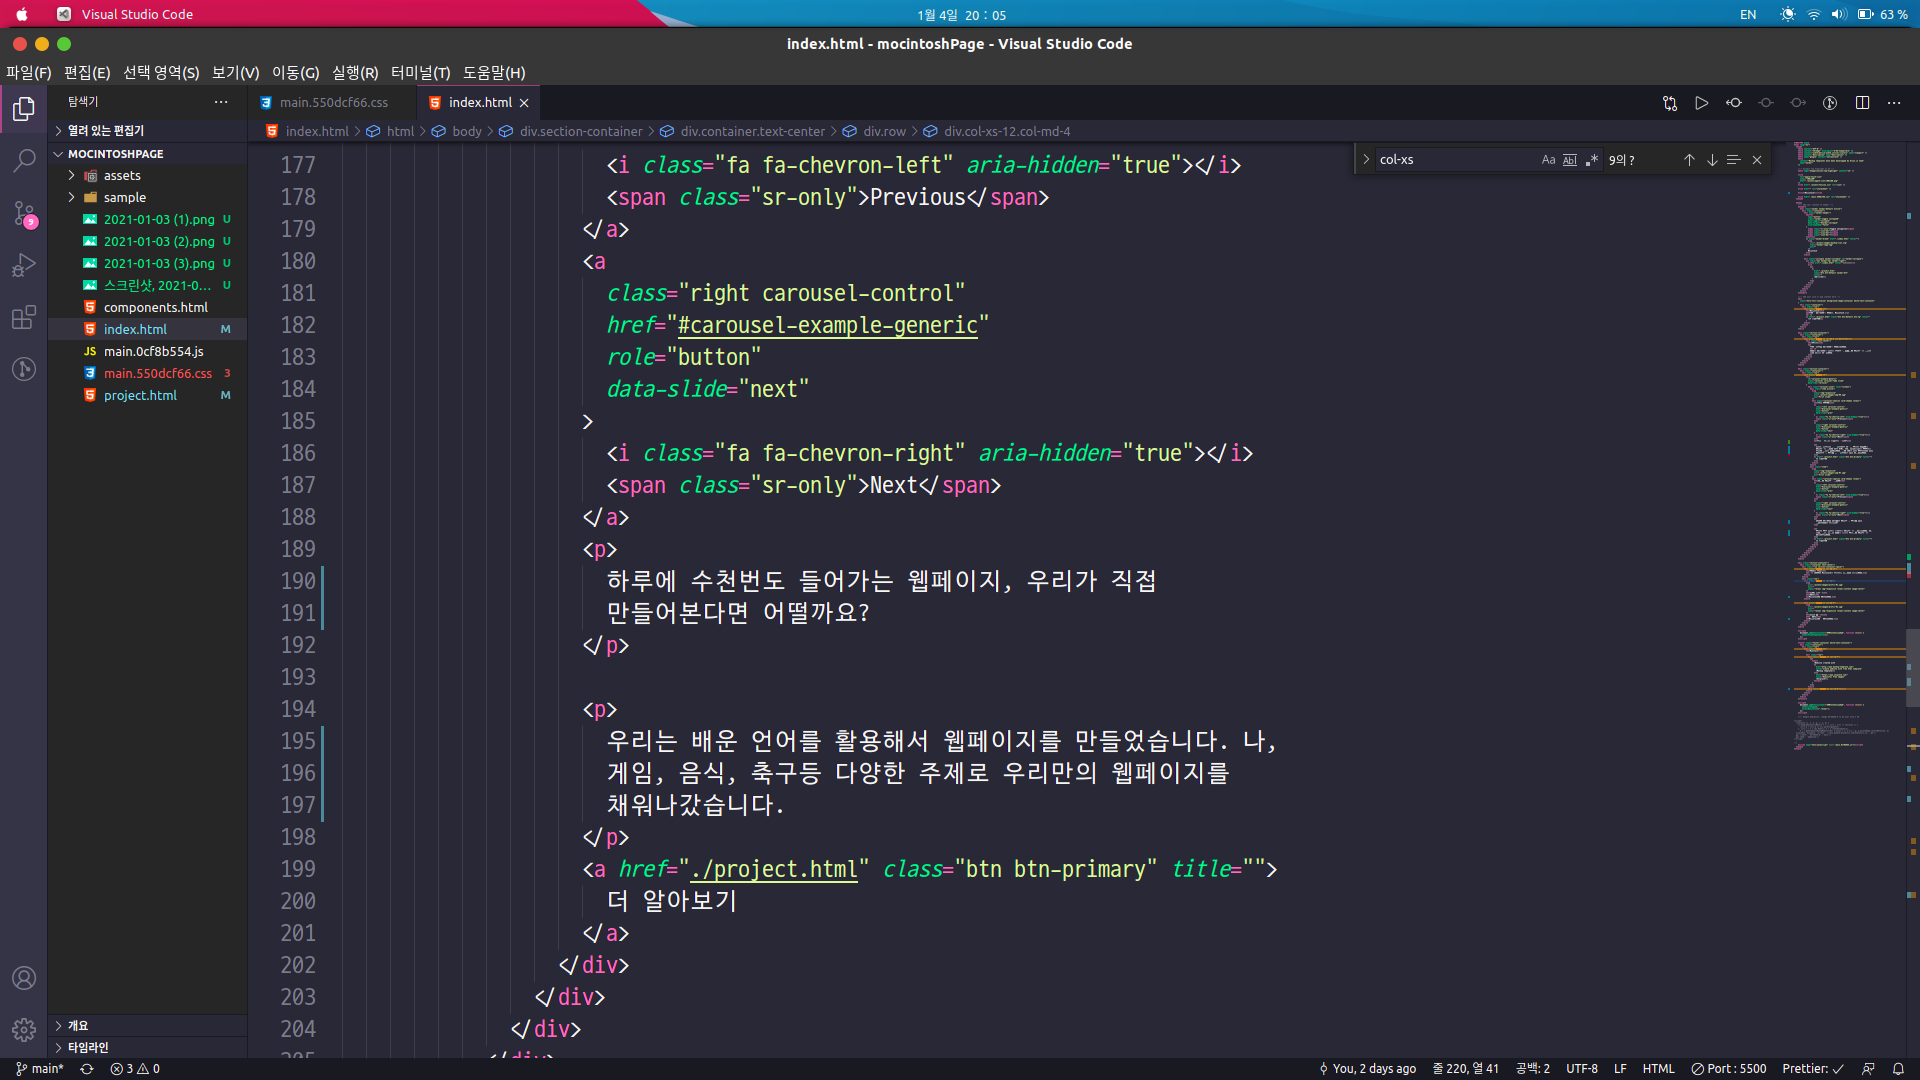 Visual Studio Code
1월 4일 20 : 05
EN
63 %
index.html - mocintoshPage - Visual Studio Code
파일(F) 편집(E) 선택 영역(S) 보기(V) 이동(G) 실행(R) 터미널(T) 도움말(H)
탐색기
열려 있는 편집기
MOCINTOSHPAGE
assets
sample
2021-01-03 (1).png U
2021-01-03 (2).png U
2021-01-03 (3).png U
스크린샷, 2021-0... U
components.html
index.html M
JS main.0cf8b554.js
main.550dcf66.css 3
project.html M
개요
타임라인
9
main.550dcf66.css
index.html
index.html > html > body > div.section-container > div.container.text-center > div.row > div.col-xs-12.col-md-4
col-xs Aa Abl .* 9의 ?
177 <i class="fa fa-chevron-left" aria-hidden="true"></i>
178 <span class="sr-only">Previous</span>
179 </a>
180 <a
181 class="right carousel-control"
182 href="#carousel-example-generic"
183 role="button"
184 data-slide="next"
185 >
186 <i class="fa fa-chevron-right" aria-hidden="true"></i>
187 <span class="sr-only">Next</span>
188 </a>
189 <p>
190 하루에 수천번도 들어가는 웹페이지, 우리가 직접
191 만들어본다면 어떨까요?
192 </p>
193
194 <p>
195 우리는 배운 언어를 활용해서 웹페이지를 만들었습니다. 나,
196 게임, 음식, 축구등 다양한 주제로 우리만의 웹페이지를
197 채워나갔습니다.
198 </p>
199 <a href="./project.html" class="btn btn-primary" title="">
200 더 알아보기
201 </a>
202 </div>
203 </div>
204 </div>
205 </div>
main* 3 0
You, 2 days ago 줄 220, 열 41 공백: 2 UTF-8 LF HTML Port : 5500 Prettier: ✓